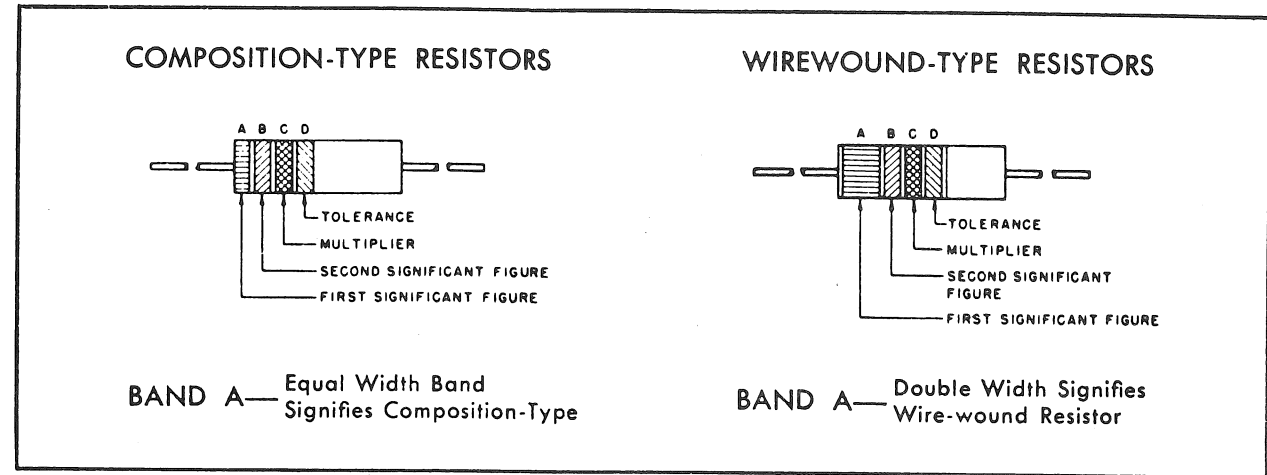 COMPOSITION-TYPE RESISTORS
A B C D
TOLERANCE
MULTIPLIER
SECOND SIGNIFICANT FIGURE
FIRST SIGNIFICANT FIGURE
BAND A— Equal Width Band
Signifies Composition-Type
WIREWOUND-TYPE RESISTORS
A B C D
TOLERANCE
MULTIPLIER
SECOND SIGNIFICANT
FIGURE
FIRST SIGNIFICANT FIGURE
BAND A— Double Width Signifies
Wire-wound Resistor